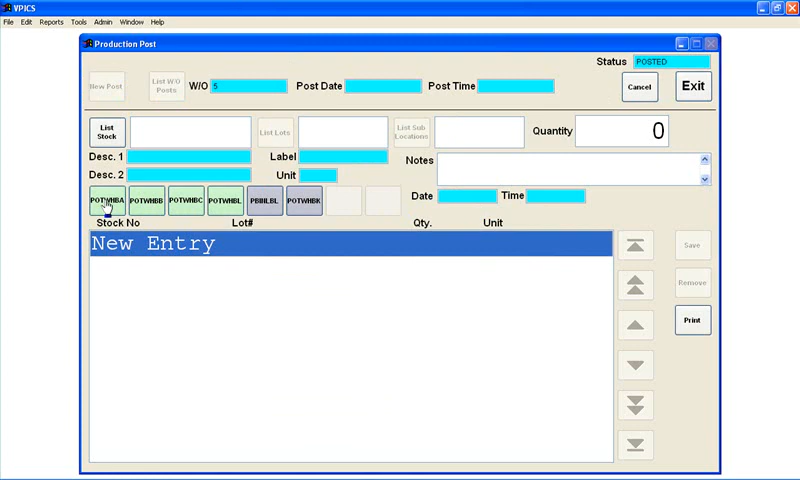 VPICS
File Edit Reports Tools Admin Window Help
Production Post
Status POSTED
New Post List W/O Posts W/O 5 Post Date Post Time Cancel Exit
List Stock List Lots List Sub Locations Quantity 0
Desc. 1 Label Notes
Desc. 2 Unit
POTWHBA POTWHBB POTWHBC POTWHBL PBINLBL POTWHBK Date Time
Stock No Lot# Qty. Unit
New Entry
Save
Remove
Print